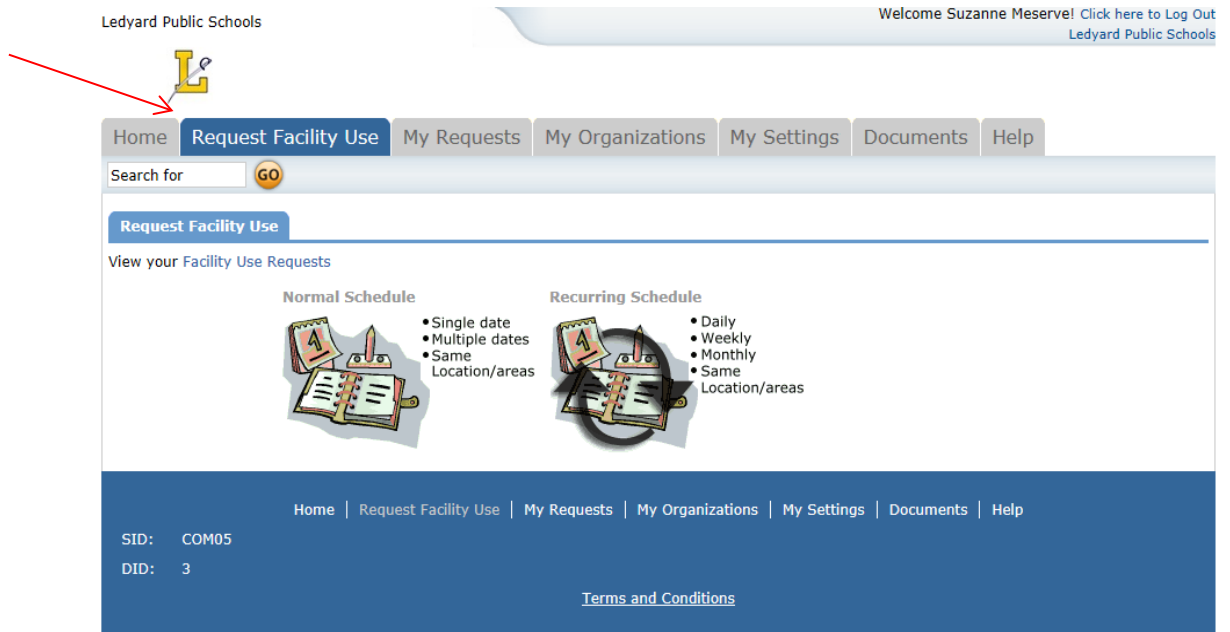 Ledyard Public Schools
Welcome Suzanne Meserve! Click here to Log Out
Ledyard Public Schools
L
Home Request Facility Use My Requests My Organizations My Settings Documents Help
Search for GO
Request Facility Use
View your Facility Use Requests
Normal Schedule
1
•Single date
•Multiple dates
•Same
Location/areas
Recurring Schedule
1
•Daily
•Weekly
•Monthly
•Same
Location/areas
Home | Request Facility Use | My Requests | My Organizations | My Settings | Documents | Help
SID: COM05
DID: 3
Terms and Conditions